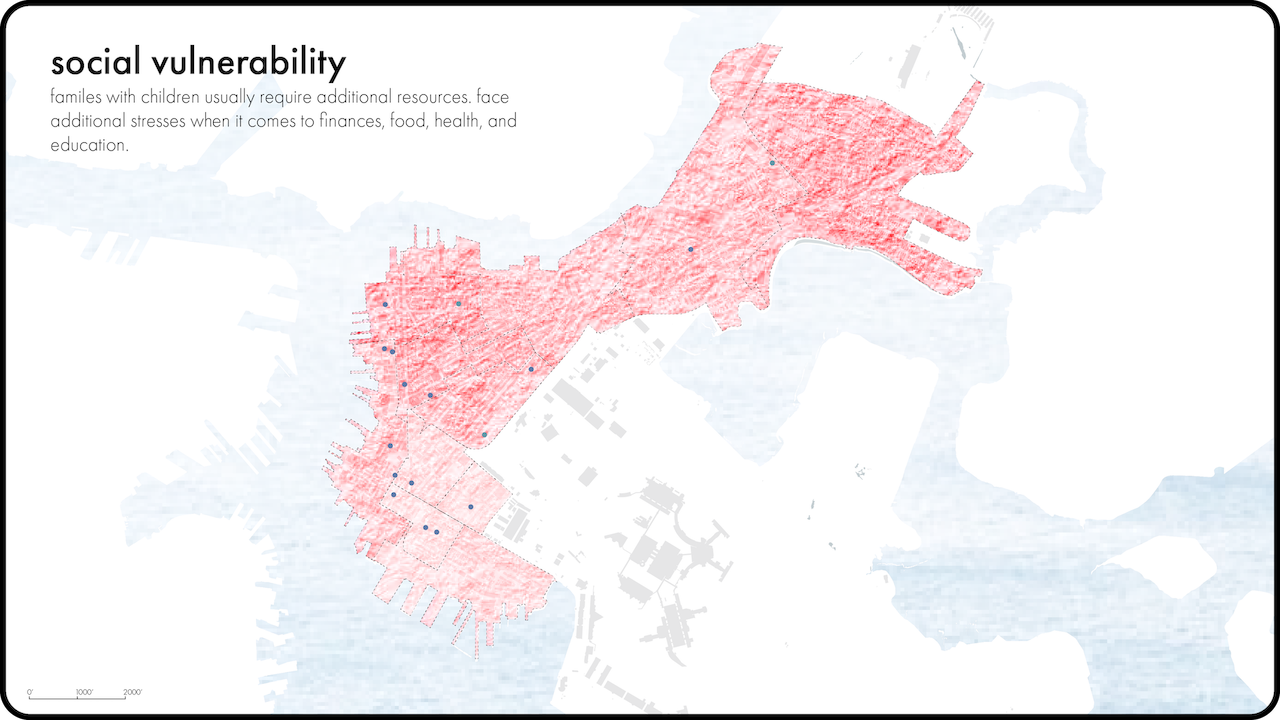 social vulnerability
familes with children usually require additional resources. face
additional stresses when it comes to finances, food, health, and
education.
0' 1000' 2000'